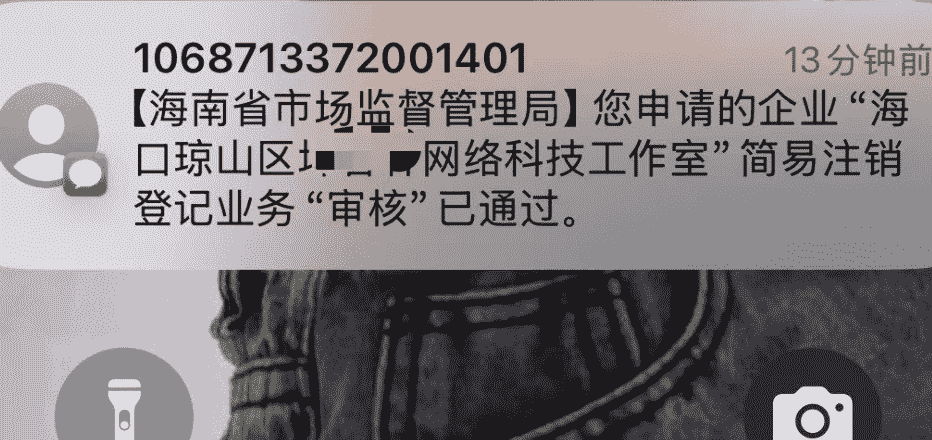 1068713372001401
13分钟前
【海南省市场监督管理局】您申请的企业“海
口琼山区 网络科技工作室”简易注销
登记业务“审核”已通过。